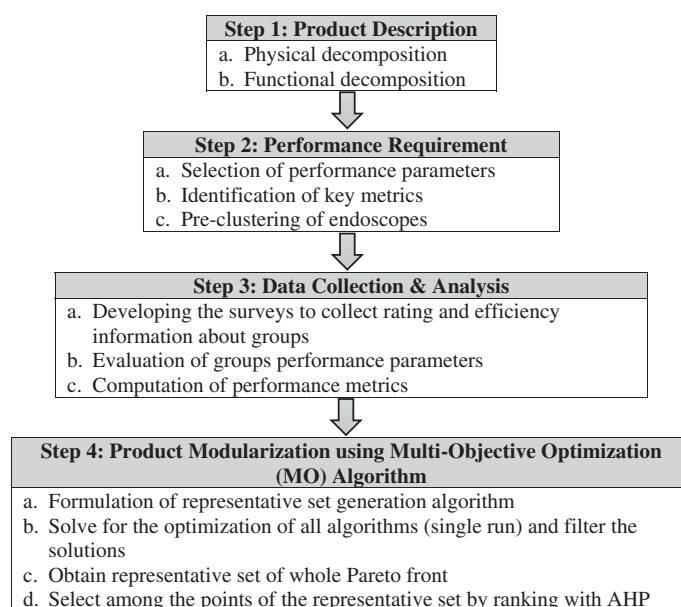 Step 1: Product Description
a. Physical decomposition
b. Functional decomposition
Step 2: Performance Requirement
a. Selection of performance parameters
b. Identification of key metrics
c. Pre-clustering of endoscopes
Step 3: Data Collection & Analysis
a. Developing the surveys to collect rating and efficiency
information about groups
b. Evaluation of groups performance parameters
c. Computation of performance metrics
Step 4: Product Modularization using Multi-Objective Optimization
(MO) Algorithm
a. Formulation of representative set generation algorithm
b. Solve for the optimization of all algorithms (single run) and filter the
solutions
c. Obtain representative set of whole Pareto front
d. Select among the points of the representative set by ranking with AHP